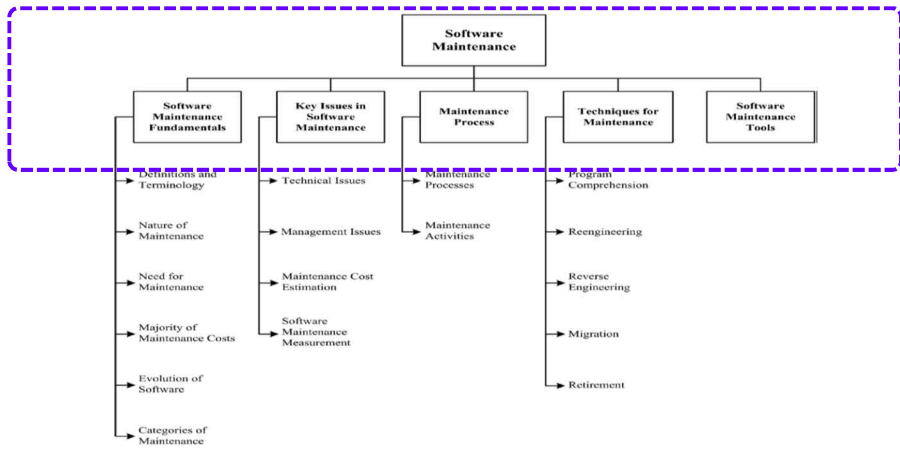 Software
Maintenance
Software
Maintenance
Fundamentals
Key Issues in
Software
Maintenance
Maintenance
Process
Techniques for
Maintenance
Software
Maintenance
Tools
Definitions and
Terminology
Nature of
Maintenance
Need for
Maintenance
Majority of
Maintenance Costs
Evolution of
Software
Categories of
Maintenance
Technical Issues
Management Issues
Maintenance Cost
Estimation
Software
Maintenance
Measurement
Maintenance
Processes
Maintenance
Activities
Program
Comprehension
Reengineering
Reverse
Engineering
Migration
Retirement